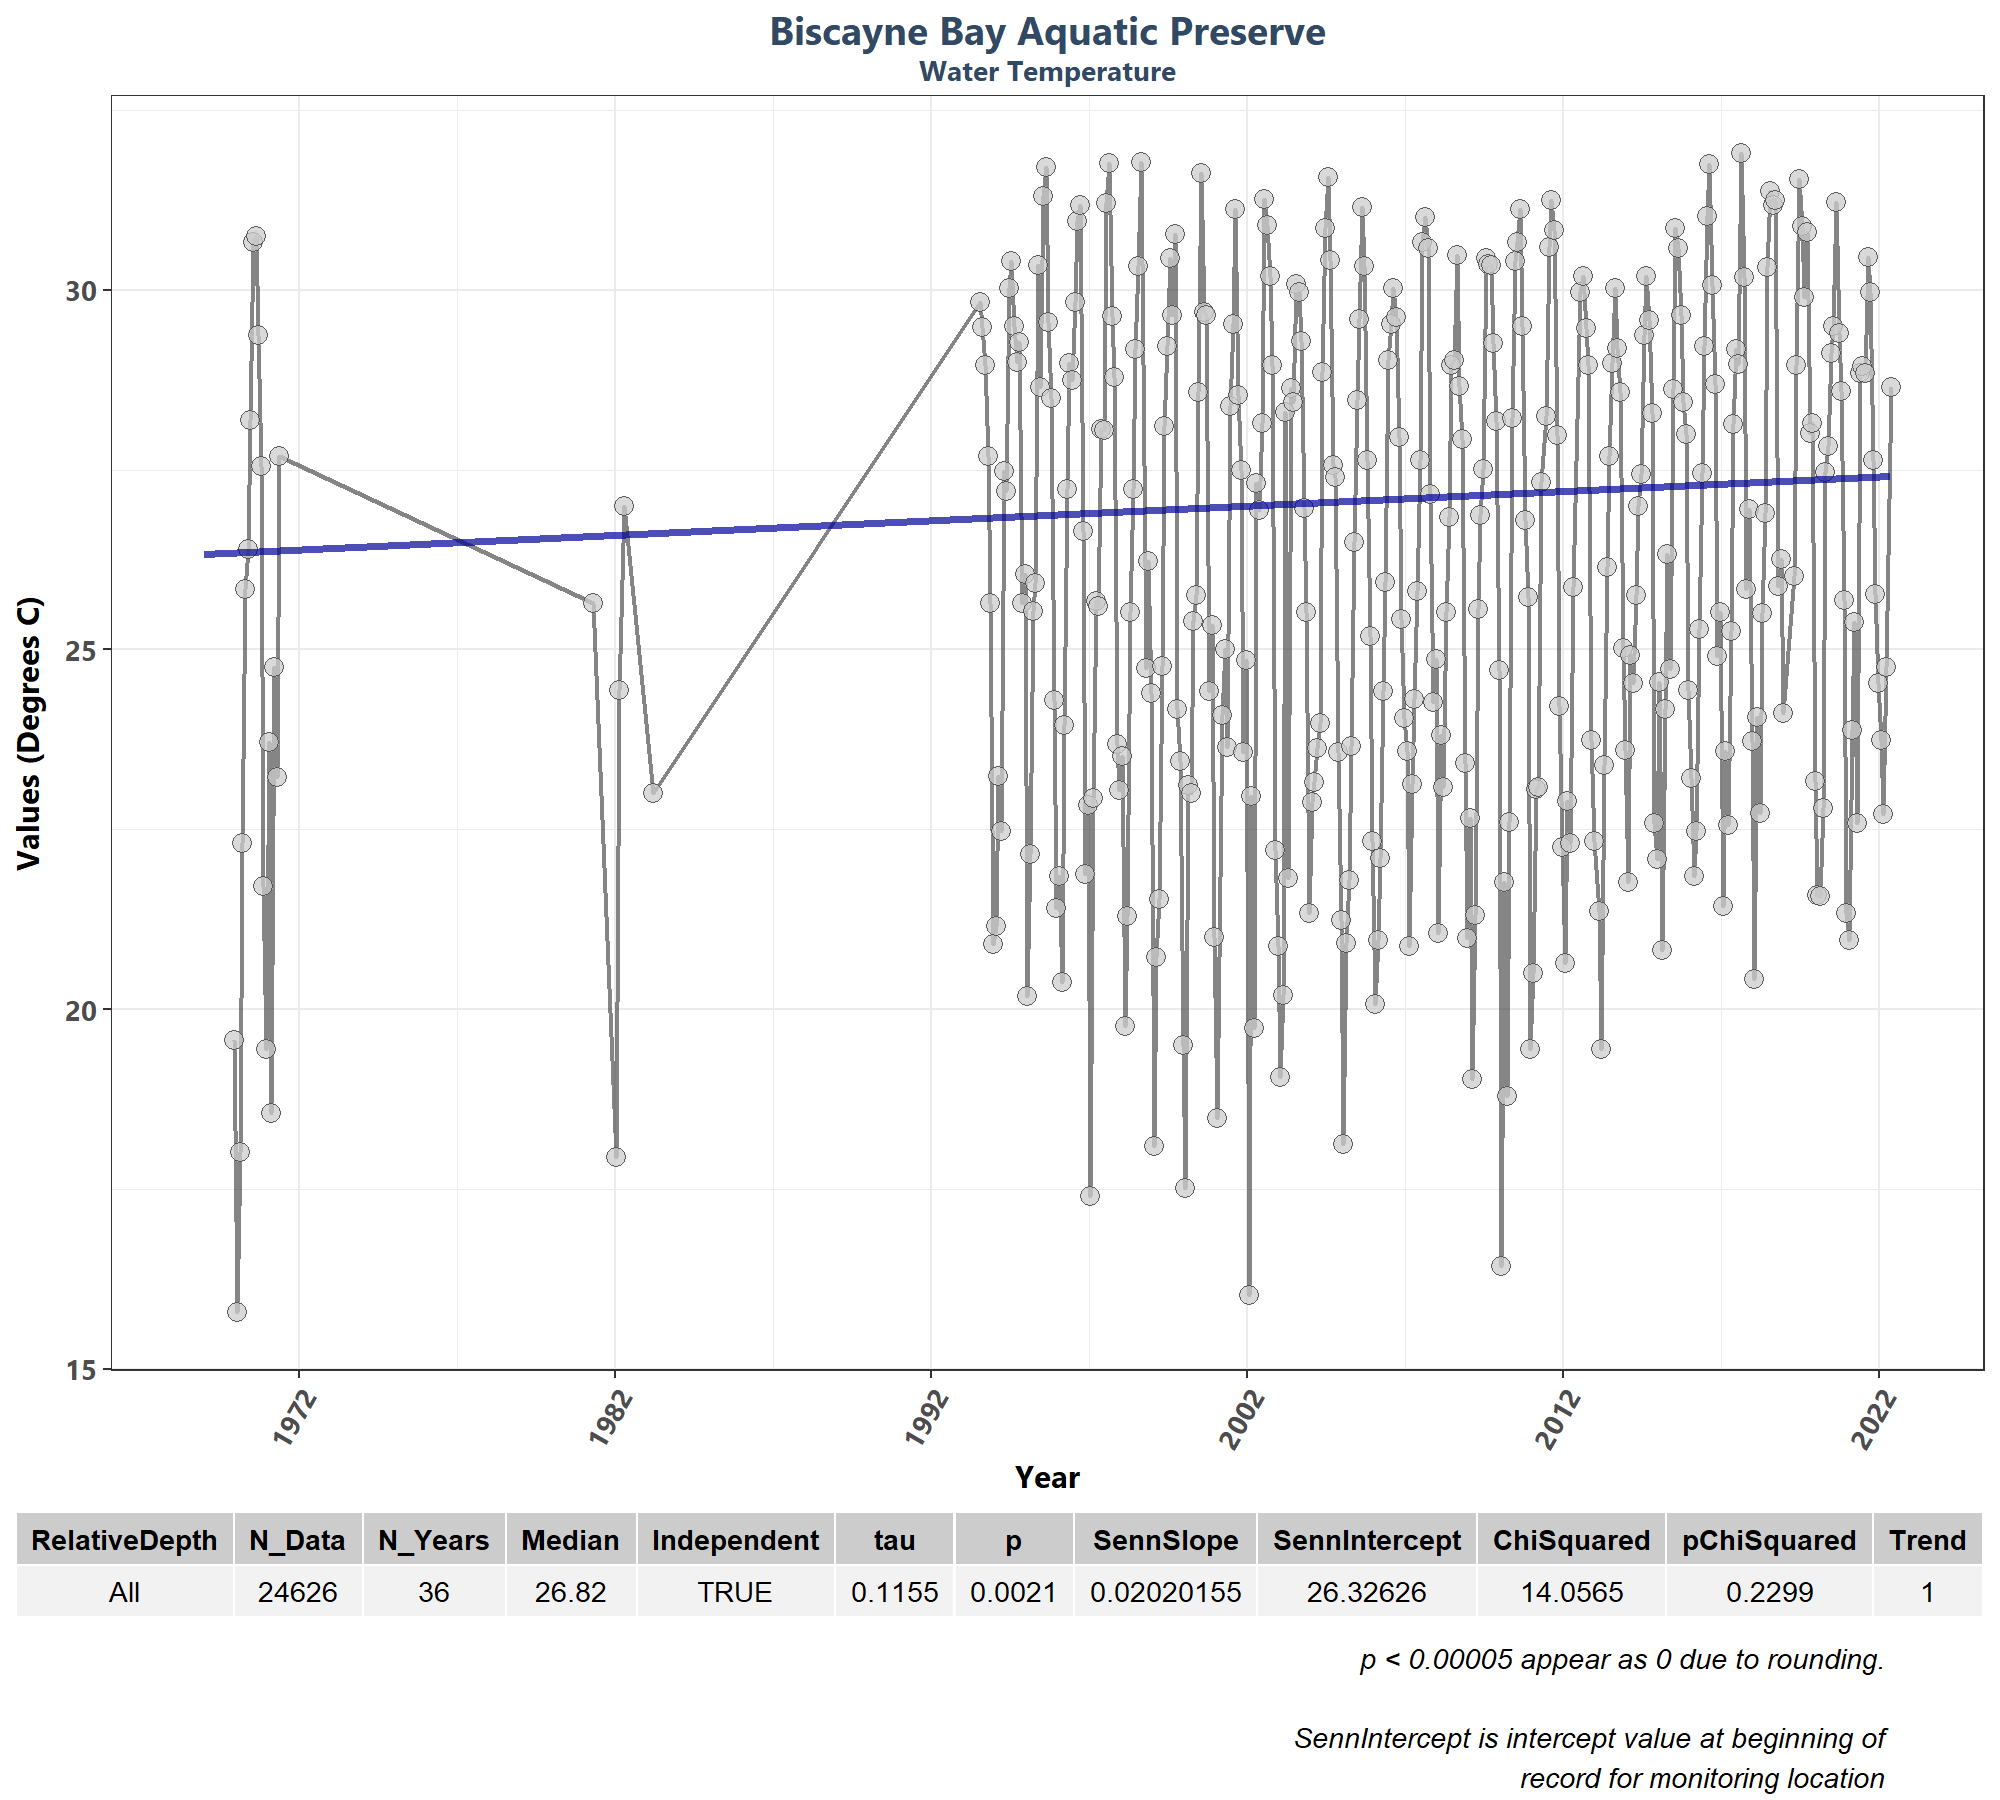 Biscayne Bay Aquatic Preserve
Water Temperature
Values (Degrees C)
30
25
20
15
1972
1982
1992
2002
2012
2022
Year
RelativeDepth N_Data N_Years Median Independent tau p SennSlope SennIntercept ChiSquared pChiSquared Trend
All 24626 36 26.82 TRUE 0.1155 0.0021 0.02020155 26.32626 14.0565 0.2299 1
p < 0.00005 appear as 0 due to rounding.
SennIntercept is intercept value at beginning of
record for monitoring location